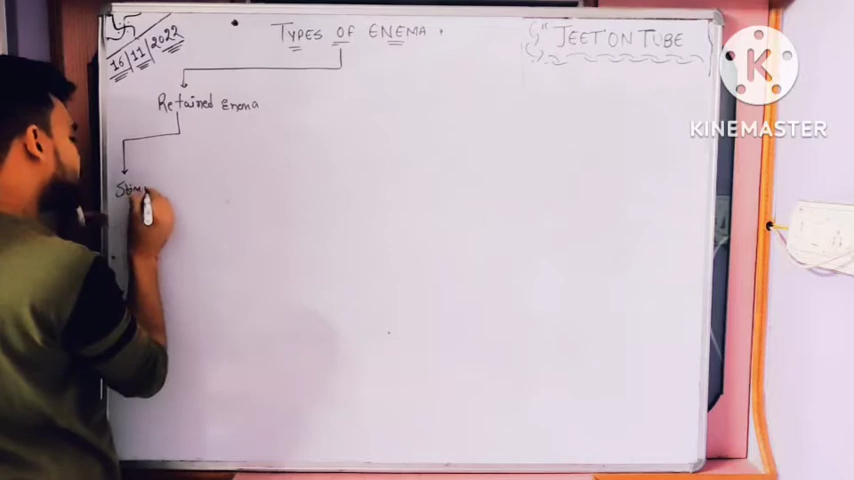 16/11/2022
TYPES OF ENEMA.
JEET'ON TUBE
Retained Enema
K
KINEMASTER